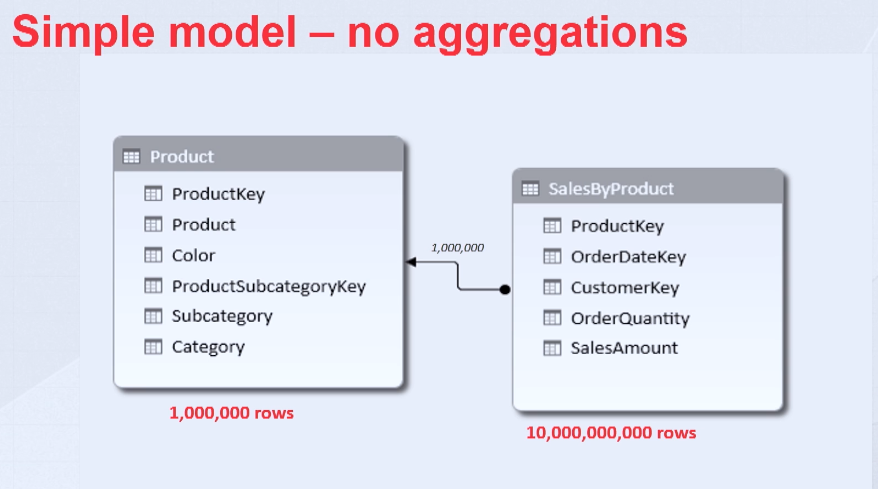 Simple model – no aggregations
Product
ProductKey
Product
Color
ProductSubcategoryKey
Subcategory
Category
1,000,000 rows
1,000,000
SalesByProduct
ProductKey
OrderDateKey
CustomerKey
OrderQuantity
SalesAmount
10,000,000,000 rows